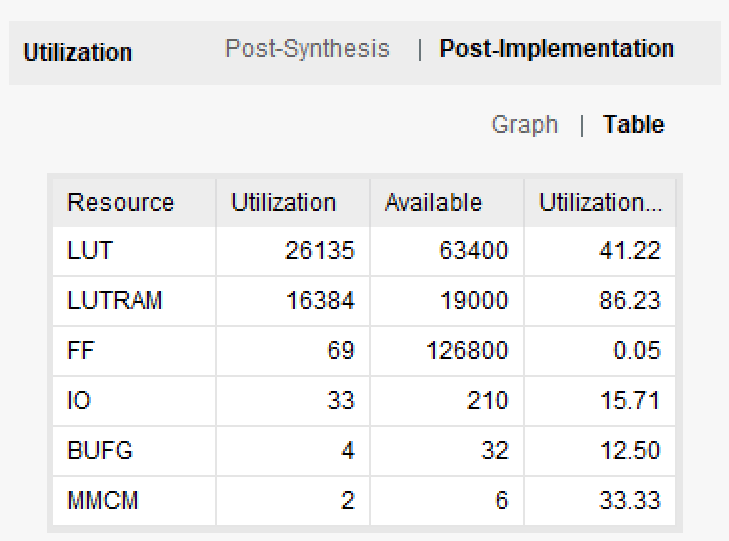 Utilization Post-Synthesis | Post-Implementation
Graph | Table
Resource Utilization Available Utilization...
LUT 26135 63400 41.22
LUTRAM 16384 19000 86.23
FF 69 126800 0.05
IO 33 210 15.71
BUFG 4 32 12.50
MMCM 2 6 33.33